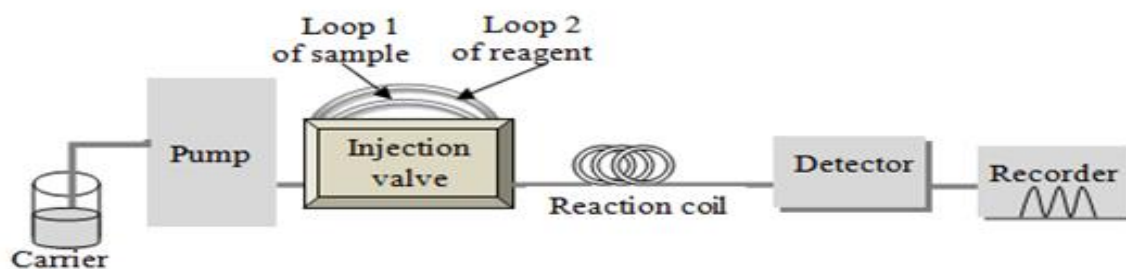 Loop 1
of sample
Loop 2
of reagent
Pump
Injection
valve
Reaction coil
Detector
Recorder
Carrier